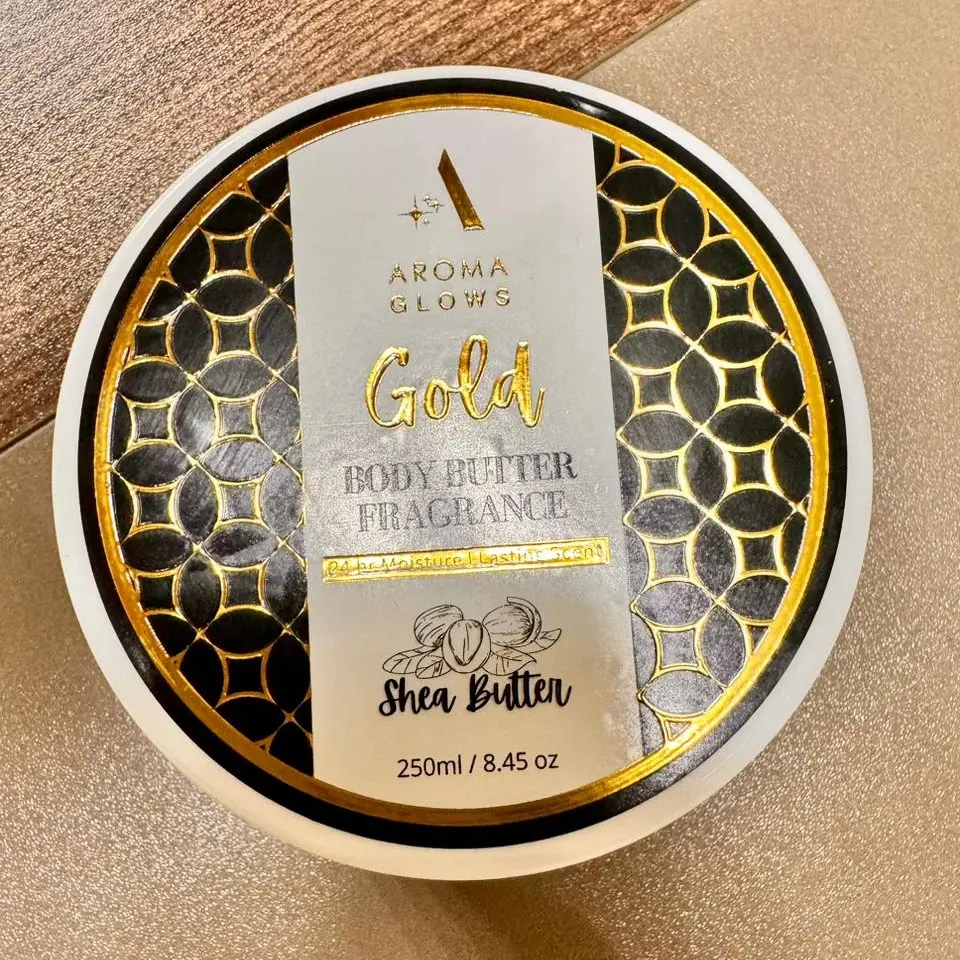 AROMA
GLOWS
Gold
BODY BUTTER
FRAGRANCE
24 hr Moisture | Lasting Scent
Shea Butter
250ml / 8.45 oz